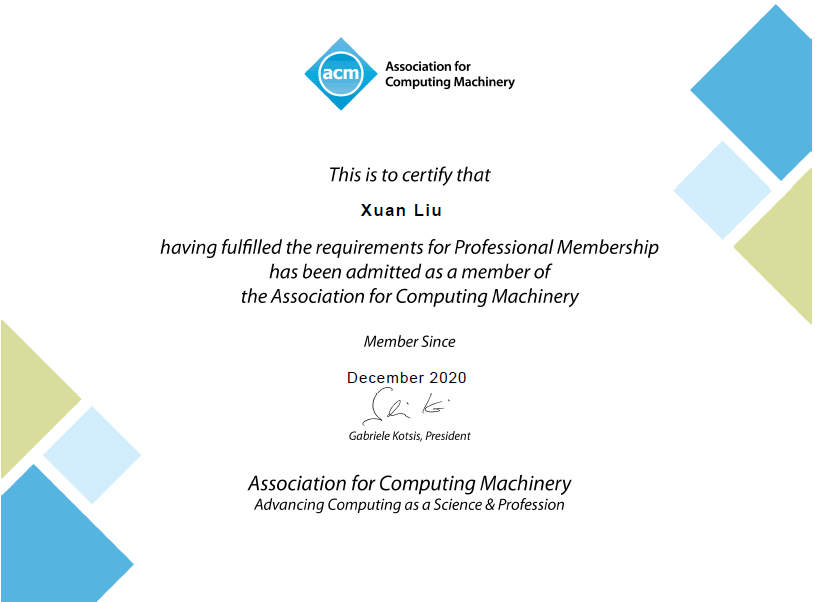 acm
Association for
Computing Machinery
This is to certify that
Xuan Liu
having fulfilled the requirements for Professional Membership
has been admitted as a member of
the Association for Computing Machinery
Member Since
December 2020
Gabriele Kotsis, President
Association for Computing Machinery
Advancing Computing as a Science & Profession